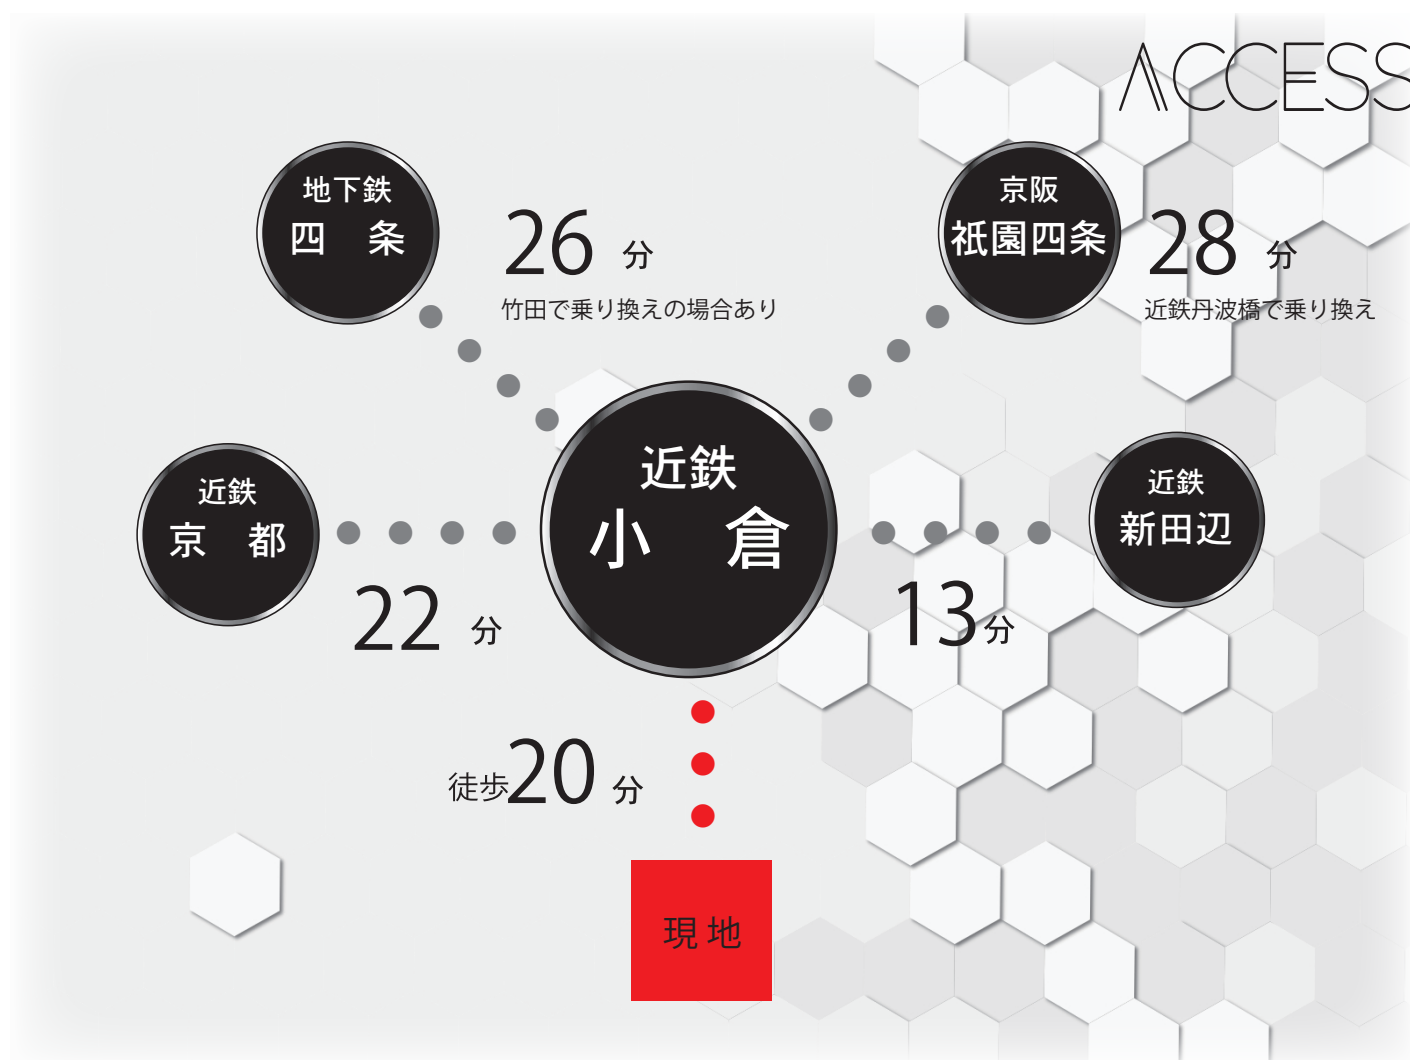 ACCESS
地下鉄
四　条
26 分
竹田で乗り換えの場合あり
京阪
祇園四条
28 分
近鉄丹波橋で乗り換え
近鉄
京　都
22 分
近鉄
小　倉
近鉄
新田辺
13分
徒歩20 分
現 地